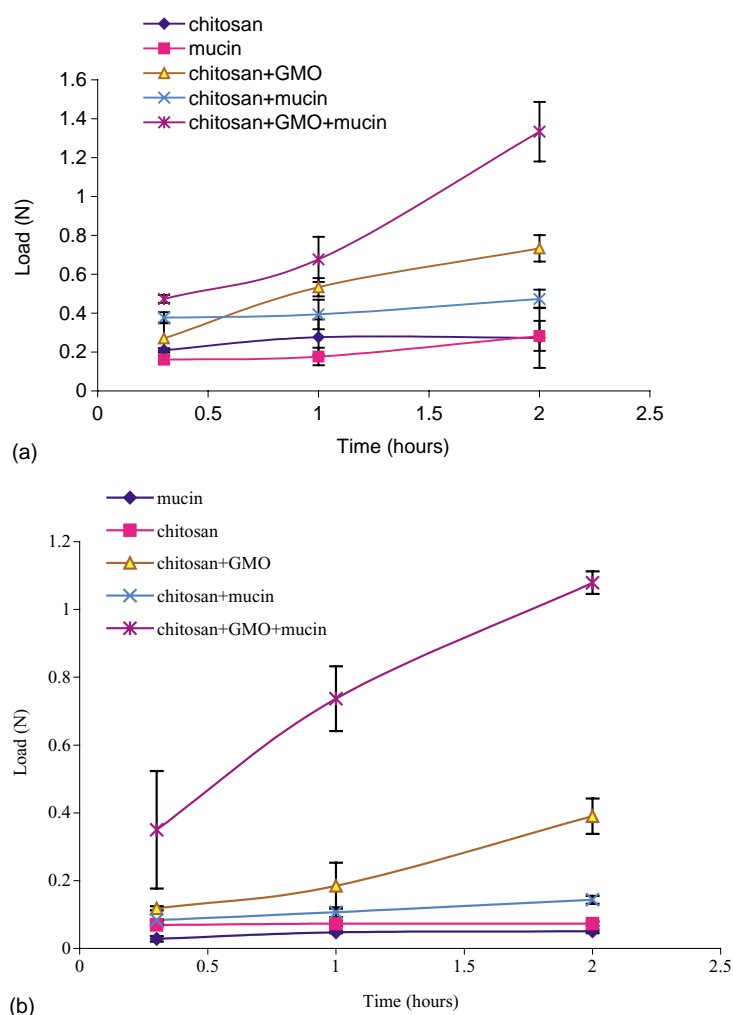 chitosan
mucin
chitosan+GMO
chitosan+mucin
chitosan+GMO+mucin
1.6
1.4
1.2
1
0.8
0.6
0.4
0.2
0
Load (N)
0 0.5 1 1.5 2 2.5
Time (hours)
(a)
mucin
chitosan
chitosan+GMO
chitosan+mucin
chitosan+GMO+mucin
1.2
1
0.8
0.6
0.4
0.2
0
Load (N)
0 0.5 1 1.5 2 2.5
Time (hours)
(b)